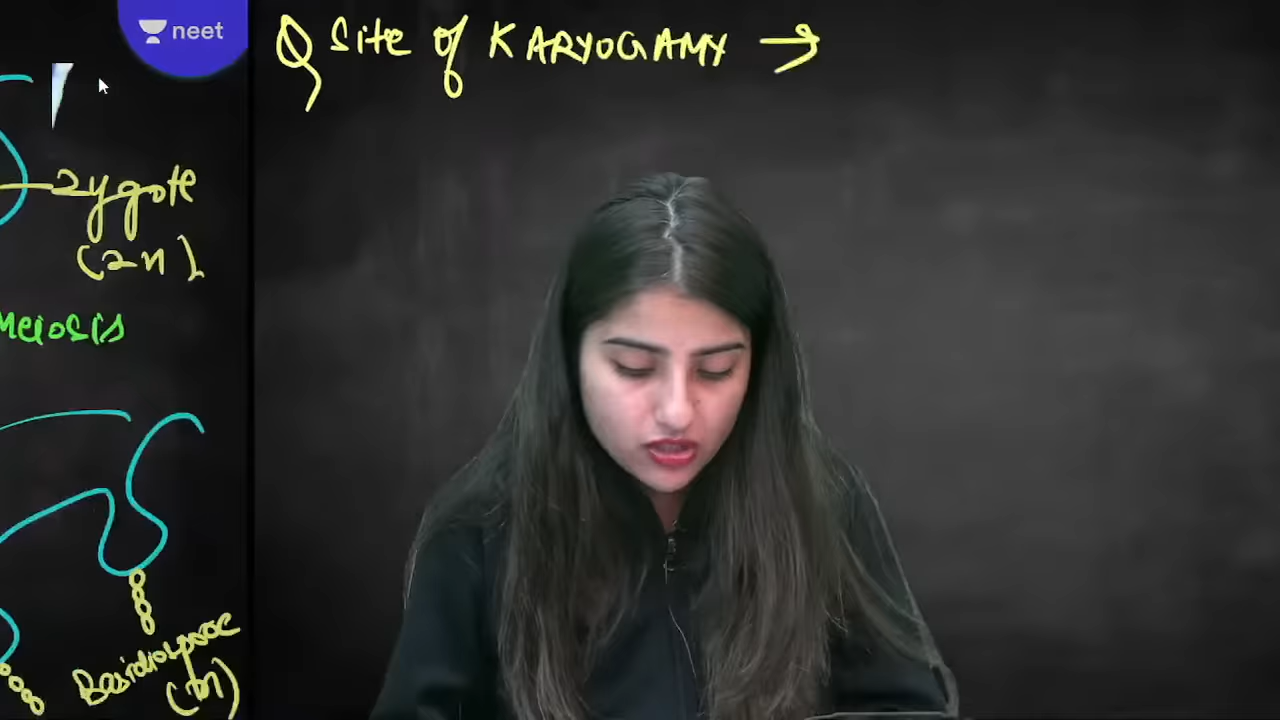 neet
Q Site of KARYOGAMY →
zygote
(2n)
Meiosis
Basidiospore
(n)